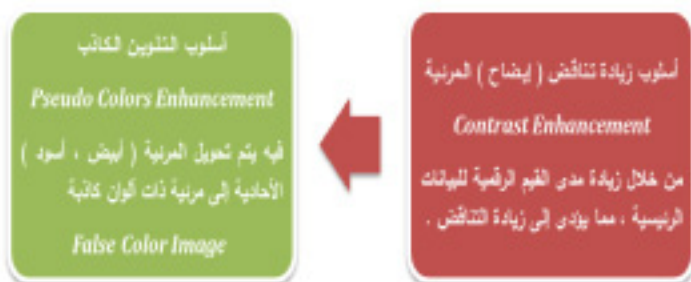 أسلوب زيادة تناقض ( إيضاح ) المرئية
Contrast Enhancement
من خلال زيادة مدى القيم الرقمية للبيانات
الرئيسية ، مما يؤدى إلى زيادة التناقض .
أسلوب التلوين الكاذب
Pseudo Colors Enhancement
فيه يتم تحويل المرئية ( أبيض ، أسود )
الأحادية إلى مرئية ذات ألوان كاذبة
False Color Image